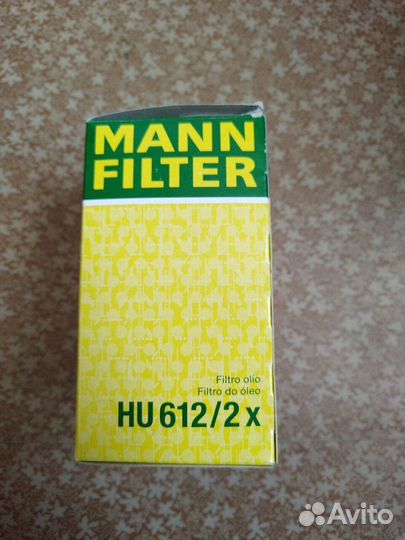 MANN
FILTER
Filtro olio
Filtro do óleo
HU 612/2 x
Avito